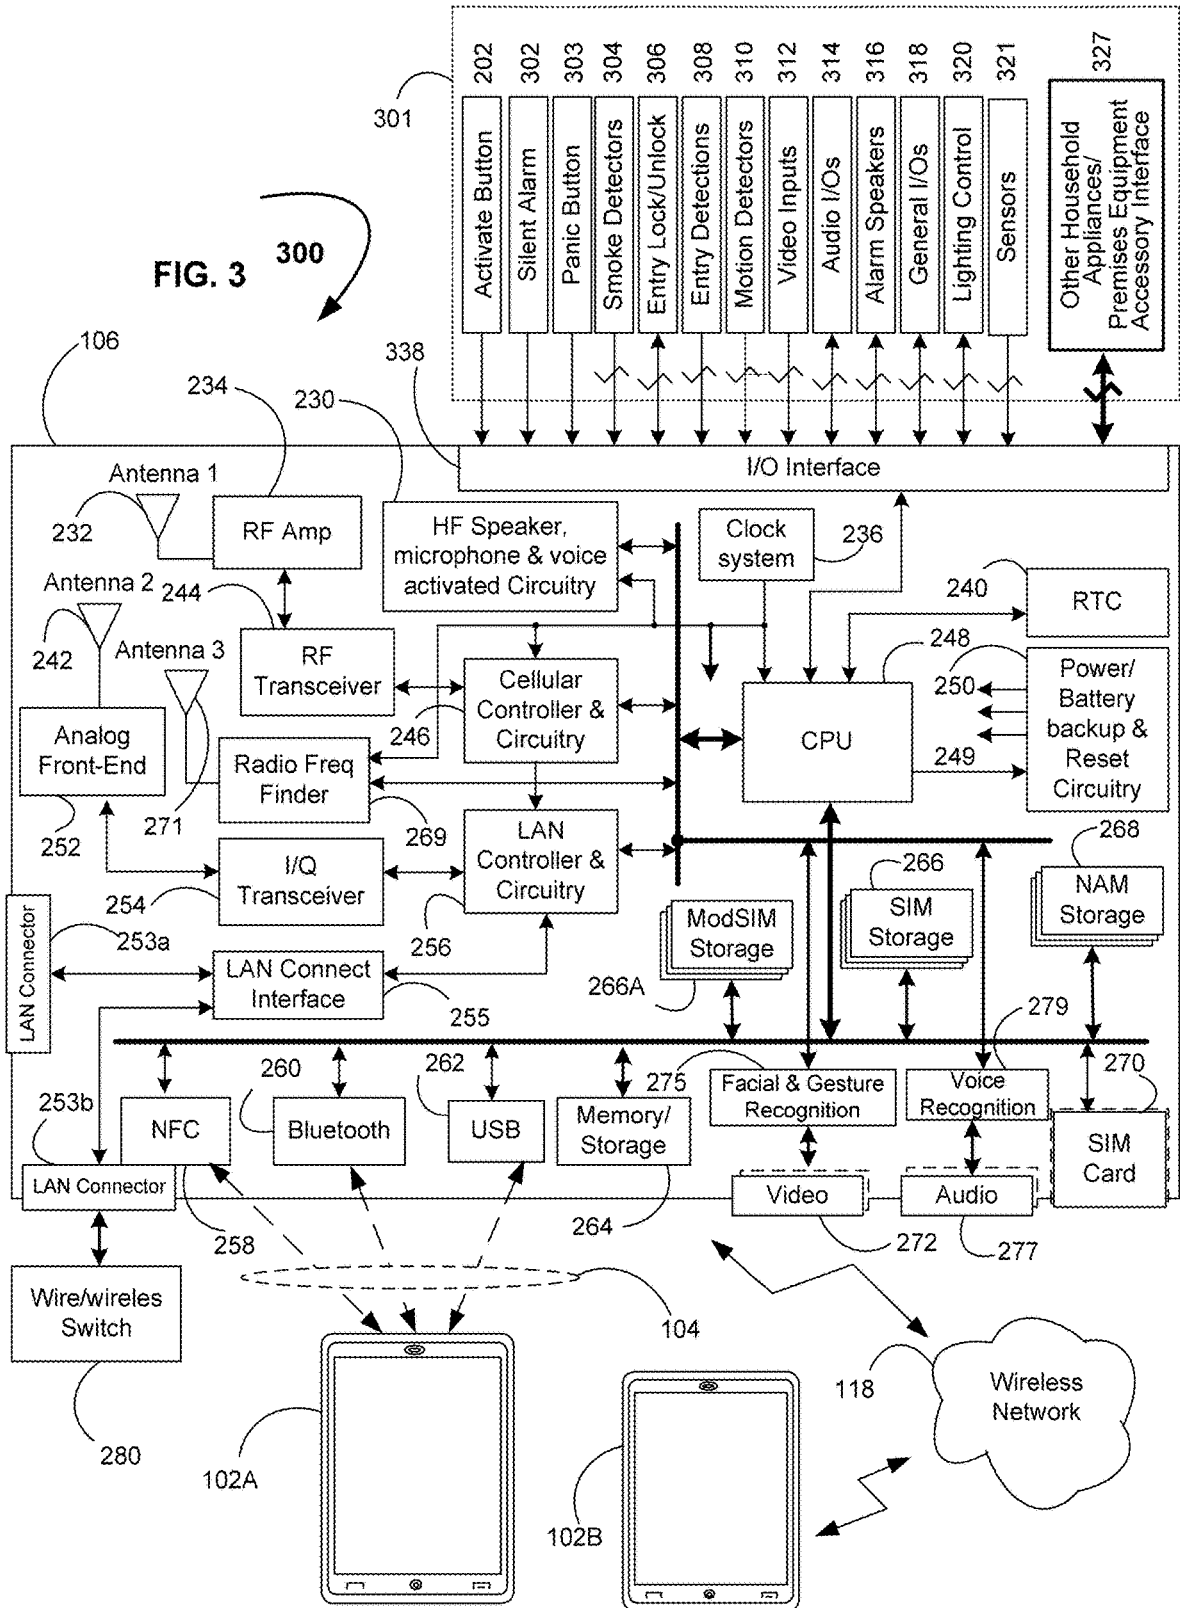 202
302
303
304
306
308
310
312
314
316
318
320
321
327
301
Activate Button
Silent Alarm
Panic Button
Smoke Detectors
Entry Lock/Unlock
Entry Detections
Motion Detectors
Video Inputs
Audio I/Os
Alarm Speakers
General I/Os
Lighting Control
Sensors
Other Household
Appliances/
Premises Equipment
Accessory Interface
FIG. 3
300
106
234
230
338
I/O Interface
Antenna 1
232
RF Amp
HF Speaker,
microphone & voice
activated Circuitry
Clock
system
236
240
RTC
Antenna 2
244
242
Antenna 3
RF
Transceiver
246
Cellular
Controller &
Circuitry
248
CPU
250
Power/
Battery
backup &
Reset
Circuitry
249
Analog
Front-End
252
271
Radio Freq
Finder
269
LAN
Controller &
Circuitry
I/Q
Transceiver
254
256
268
266
NAM
Storage
SIM
Storage
ModSIM
Storage
266A
LAN Connector
253a
LAN Connect
Interface
255
279
260
262
275
270
253b
NFC
Bluetooth
USB
Memory/
Storage
Facial & Gesture
Recognition
Voice
Recognition
SIM
Card
LAN Connector
Video
Audio
258
264
272
277
Wire/wireles
Switch
280
104
118
Wireless
Network
102A
102B